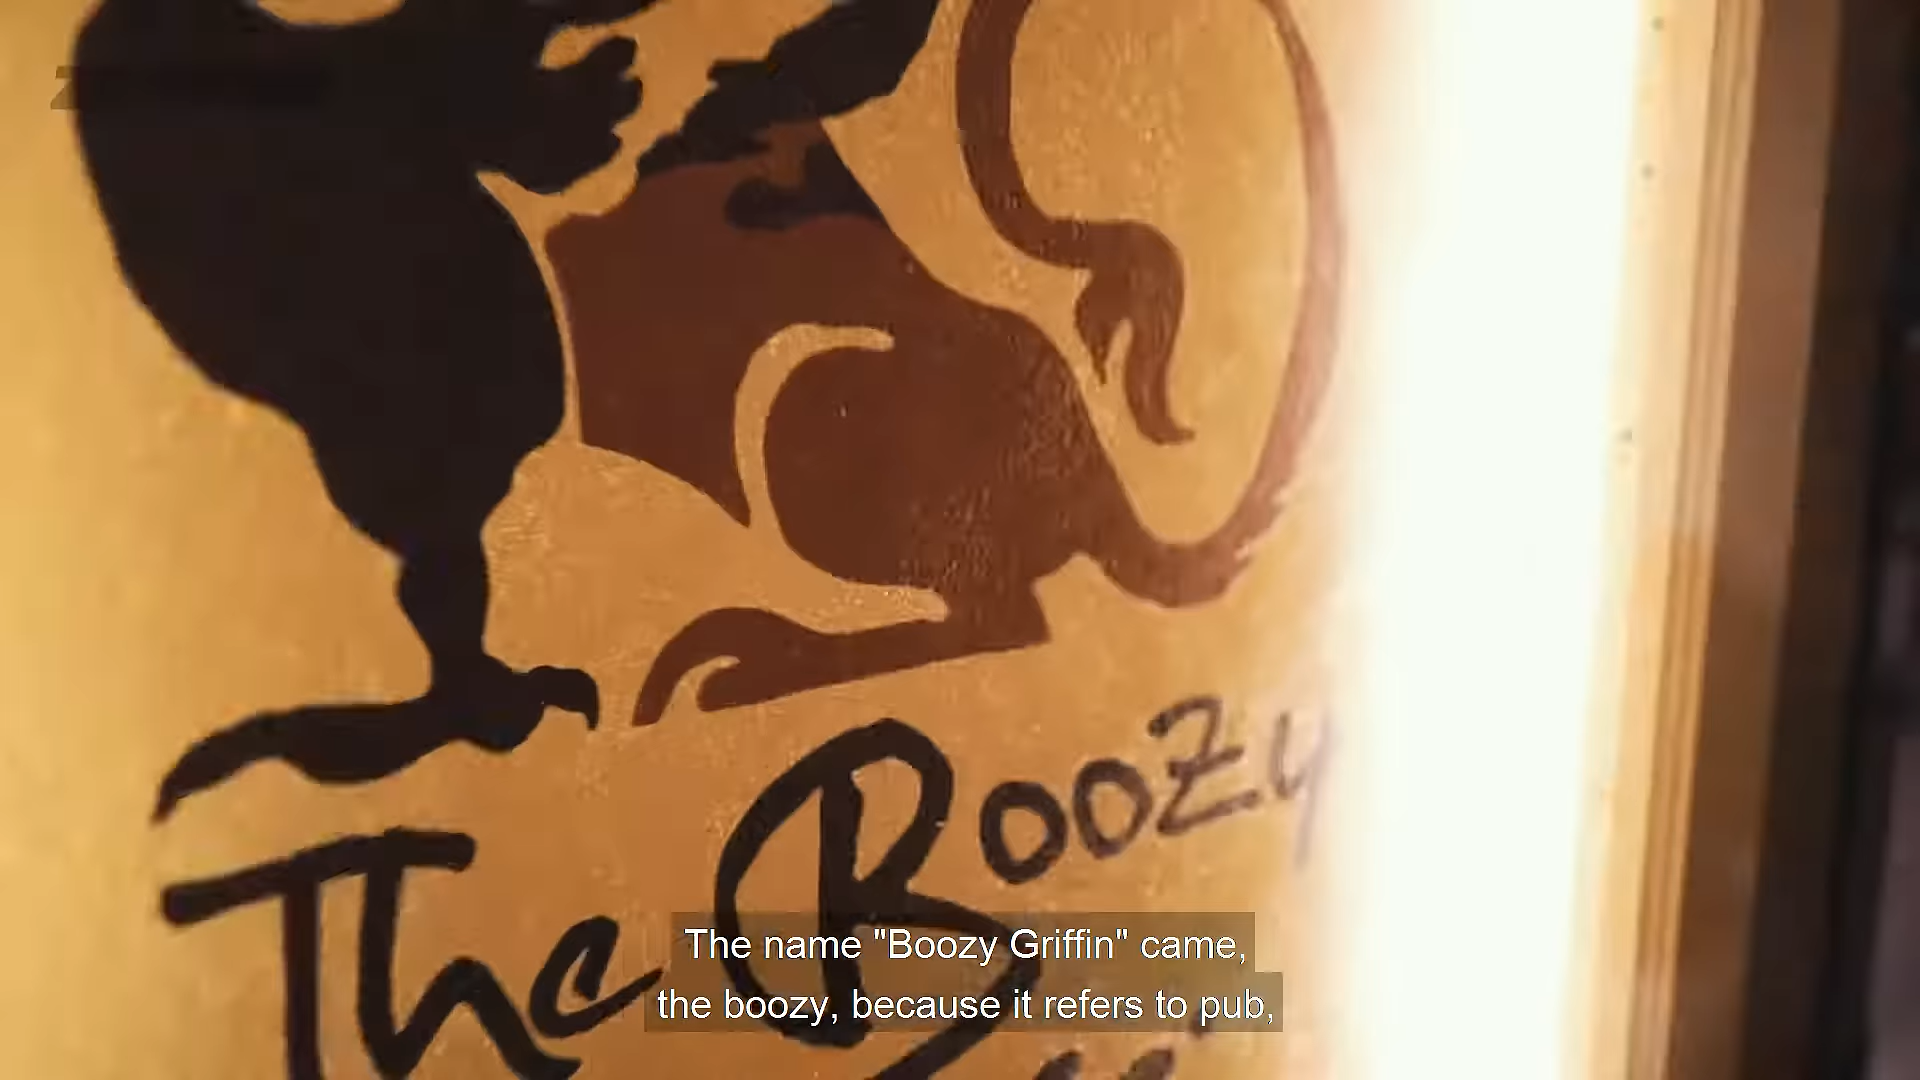 The Boozy
The name "Boozy Griffin" came,
the boozy, because it refers to pub,